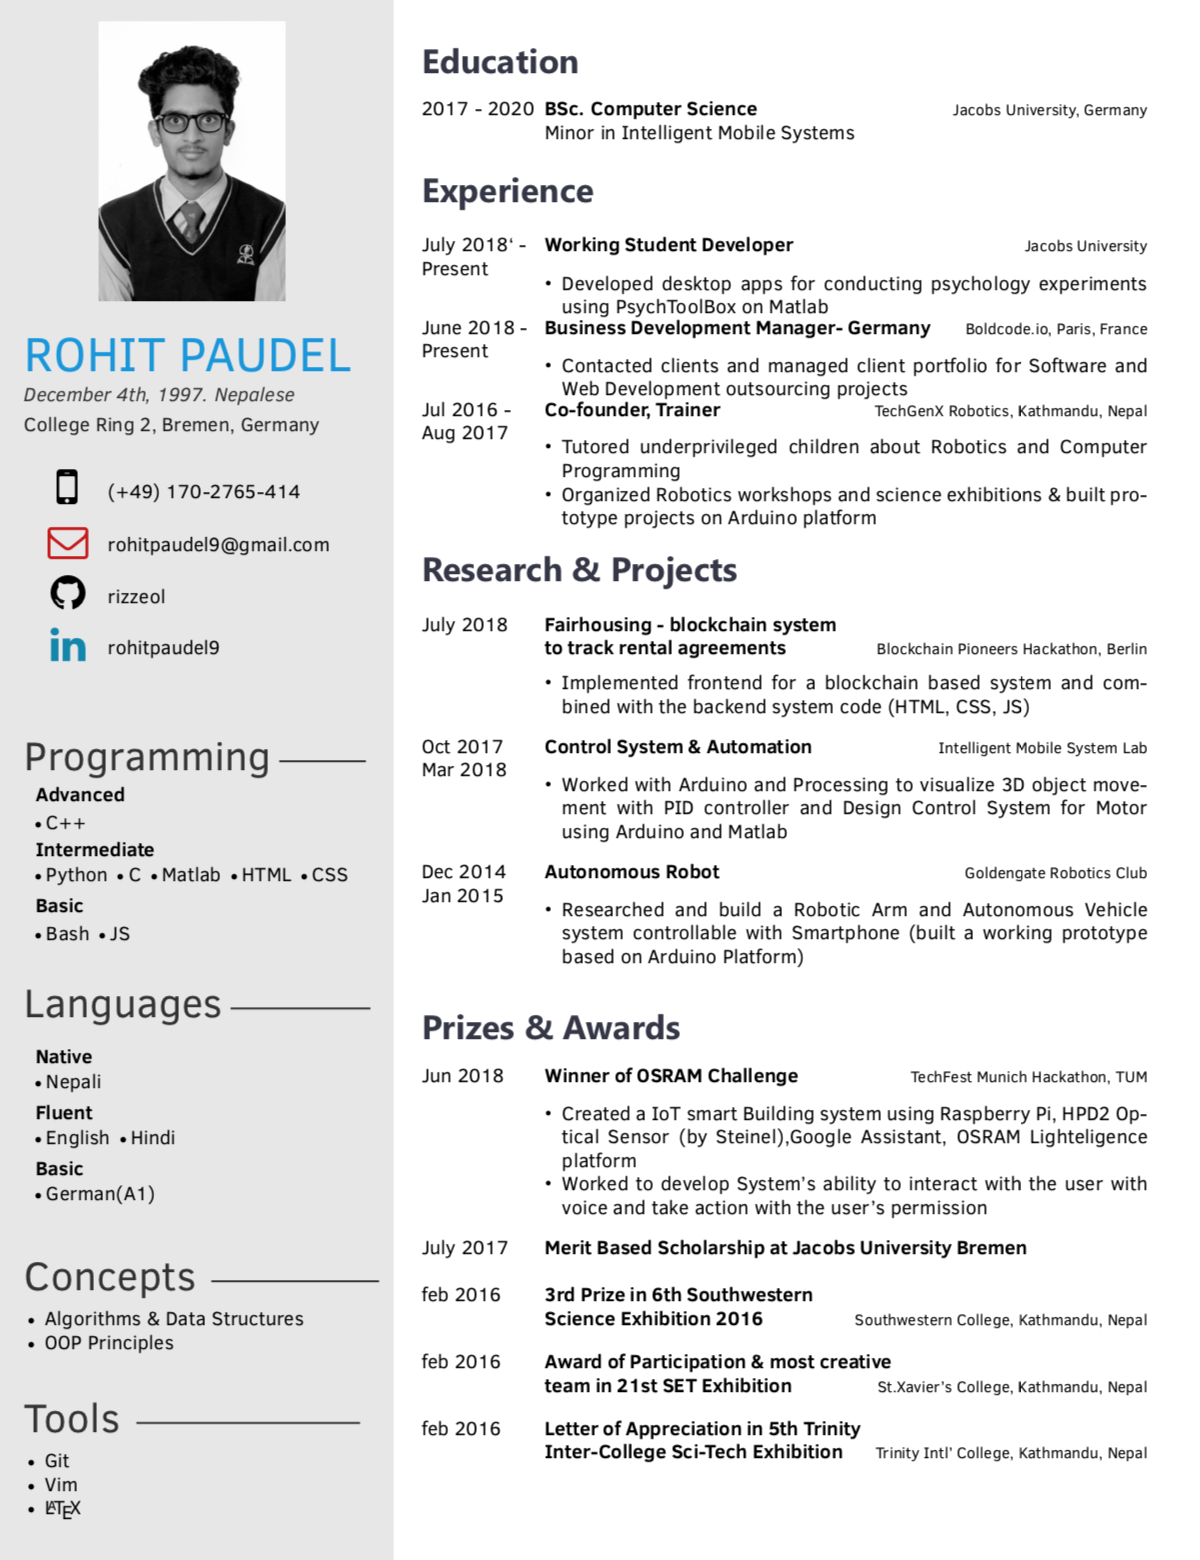 ROHIT PAUDEL
December 4th, 1997. Nepalese
College Ring 2, Bremen, Germany
(+49) 170-2765-414
rohitpaudel9@gmail.com
rizzeol
in rohitpaudel9
Programming
Advanced
• C++
Intermediate
• Python • C • Matlab • HTML • CSS
Basic
• Bash • JS
Languages
Native
• Nepali
Fluent
• English • Hindi
Basic
• German(A1)
Concepts
• Algorithms & Data Structures
• OOP Principles
Tools
• Git
• Vim
• LATEX
Education
2017 - 2020 BSc. Computer Science Jacobs University, Germany
Minor in Intelligent Mobile Systems
Experience
July 2018‘ - Working Student Developer Jacobs University
Present
• Developed desktop apps for conducting psychology experiments
using PsychToolBox on Matlab
June 2018 - Business Development Manager- Germany Boldcode.io, Paris, France
Present
• Contacted clients and managed client portfolio for Software and
Web Development outsourcing projects
Jul 2016 - Co-founder, Trainer TechGenX Robotics, Kathmandu, Nepal
Aug 2017
• Tutored underprivileged children about Robotics and Computer
Programming
• Organized Robotics workshops and science exhibitions & built pro-
totype projects on Arduino platform
Research & Projects
July 2018 Fairhousing - blockchain system
to track rental agreements Blockchain Pioneers Hackathon, Berlin
• Implemented frontend for a blockchain based system and com-
bined with the backend system code (HTML, CSS, JS)
Oct 2017 Control System & Automation Intelligent Mobile System Lab
Mar 2018
• Worked with Arduino and Processing to visualize 3D object move-
ment with PID controller and Design Control System for Motor
using Arduino and Matlab
Dec 2014 Autonomous Robot Goldengate Robotics Club
Jan 2015
• Researched and build a Robotic Arm and Autonomous Vehicle
system controllable with Smartphone (built a working prototype
based on Arduino Platform)
Prizes & Awards
Jun 2018 Winner of OSRAM Challenge TechFest Munich Hackathon, TUM
• Created a IoT smart Building system using Raspberry Pi, HPD2 Op-
tical Sensor (by Steinel),Google Assistant, OSRAM Lighteligence
platform
• Worked to develop System’s ability to interact with the user with
voice and take action with the user’s permission
July 2017 Merit Based Scholarship at Jacobs University Bremen
feb 2016 3rd Prize in 6th Southwestern
Science Exhibition 2016 Southwestern College, Kathmandu, Nepal
feb 2016 Award of Participation & most creative
team in 21st SET Exhibition St.Xavier’s College, Kathmandu, Nepal
feb 2016 Letter of Appreciation in 5th Trinity
Inter-College Sci-Tech Exhibition Trinity Intl’ College, Kathmandu, Nepal